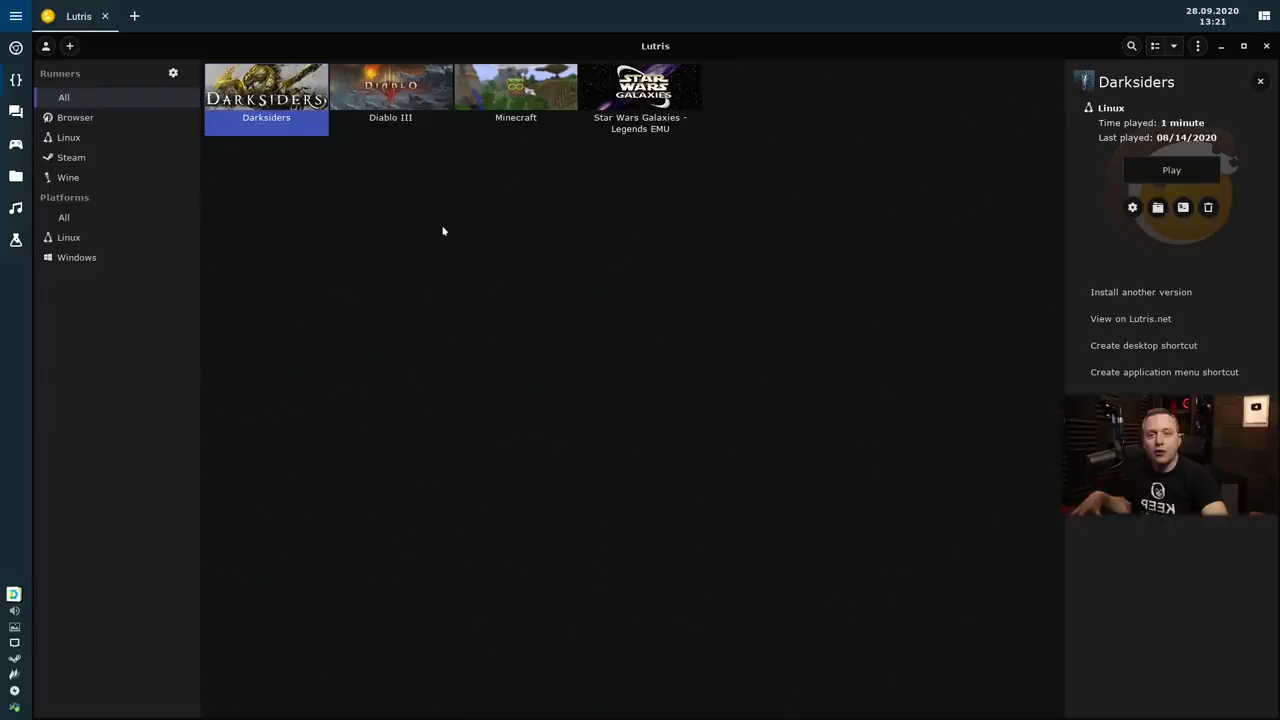 Lutris
28.09.2020
13:21
Lutris
Runners
All
Browser
Linux
Steam
Wine
Platforms
All
Linux
Windows
DARKSIDERS
Darksiders
DIABLO
Diablo III
Minecraft
STAR WARS
GALAXIES
Star Wars Galaxies -
Legends EMU
Darksiders
Linux
Time played: 1 minute
Last played: 08/14/2020
Play
Install another version
View on Lutris.net
Create desktop shortcut
Create application menu shortcut
KEEP